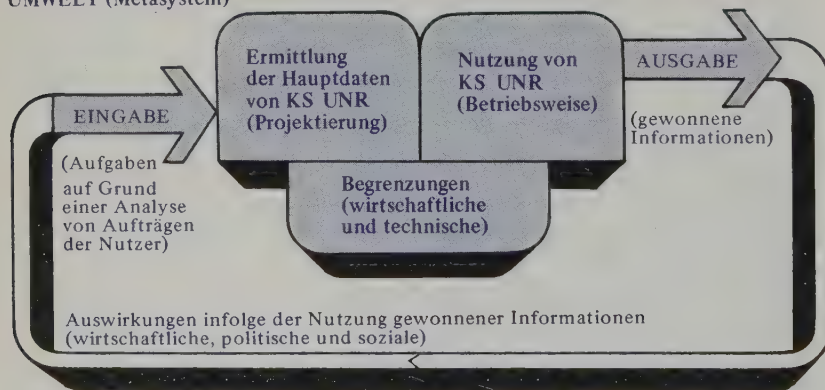 UMWELT (Metasystem)
EINGABE
(Aufgaben
auf Grund
einer Analyse
von Aufträgen
der Nutzer)
Ermittlung
der Hauptdaten
von KS UNR
(Projektierung)
Nutzung von
KS UNR
(Betriebsweise)
Begrenzungen
(wirtschaftliche
und technische)
AUSGABE
(gewonnene
Informationen)
Auswirkungen infolge der Nutzung gewonnener Informationen
(wirtschaftliche, politische und soziale)